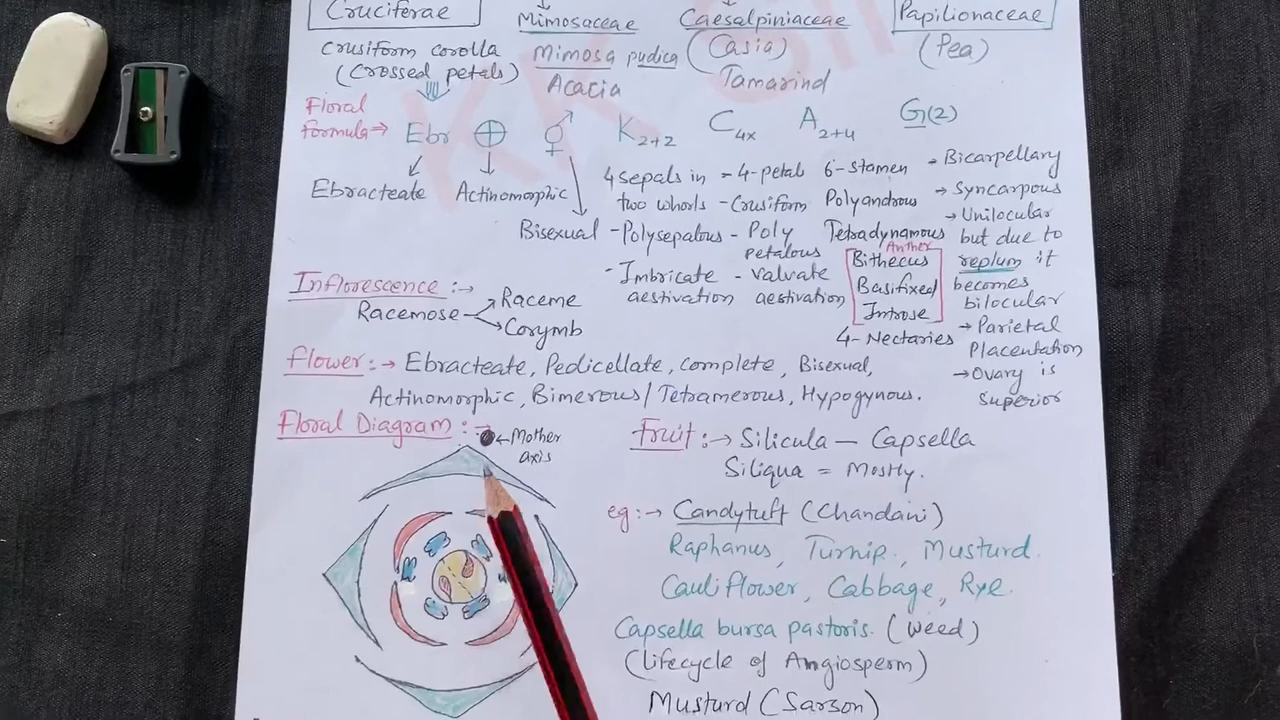 Cruciferae
Mimosaceae
Caesalpiniaceae
Papilionaceae
Crusiform corolla
(Crossed petals)
Mimosa pudica
Acacia
(Casia)
Tamarind
(Pea)
Floral
formula → Ebr ⊕ ⚥ K2+2 C4x A2+4 G(2)
Ebracteate
Actinomorphic
Bisexual
4 sepals in
two whorls
- Polysepalous
- Imbricate
aestivation
- 4-petal
- Crusiform
- Poly
petalous
- valvate
aestivation
6-stamen
Polyandrous
Tetradynamous
Anther
Bithecus
Basifixed
Introse
4-Nectaries
→ Bicarpellary
→ Syncarpous
→ Unilocular
but due to
replum it
becomes
bilocular
→ Parietal
Placentation
→ Ovary is
Superior
Inflorescence :→
Racemose
Raceme
Corymb
flower :→ Ebracteate, Pedicellate, complete, Bisexual,
Actinomorphic, Bimerous/Tetramerous, Hypogynous.
Floral Diagram :→
← Mother
axis
Fruit :→ Silicula — Capsella
Siliqua = Mostly.
eg :→ Candytuft (Chandani)
Raphanus, Turnip, Musturd.
Cauliflower, Cabbage, Rye.
Capsella bursa pastoris. (weed)
(lifecycle of Angiosperm)
Musturd (Sarson)